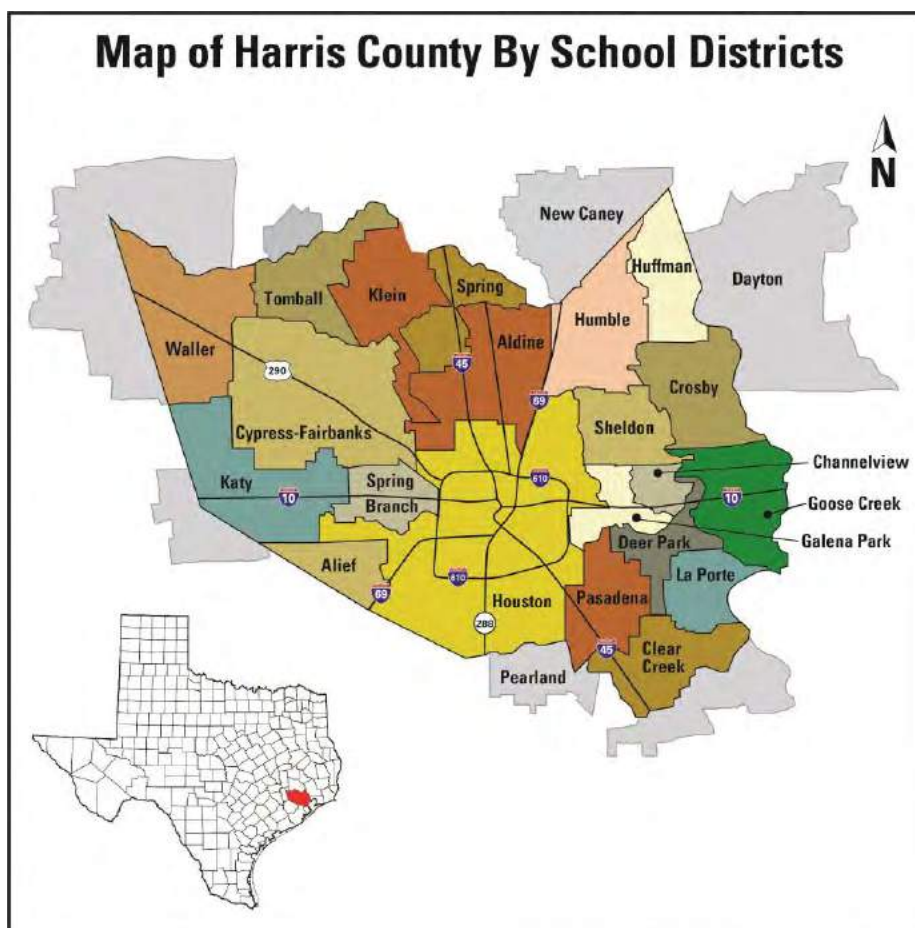 Map of Harris County By School Districts
N
New Caney
Huffman
Dayton
Spring
Tomball
Klein
Humble
Waller
Aldine
290
45
Crosby
69
Cypress-Fairbanks
Sheldon
Channelview
Katy
Spring
610
10
10
Goose Creek
Branch
Galena Park
Deer Park
Alief
La Porte
69
610
Houston
Pasadena
288
45
Clear
Creek
Pearland